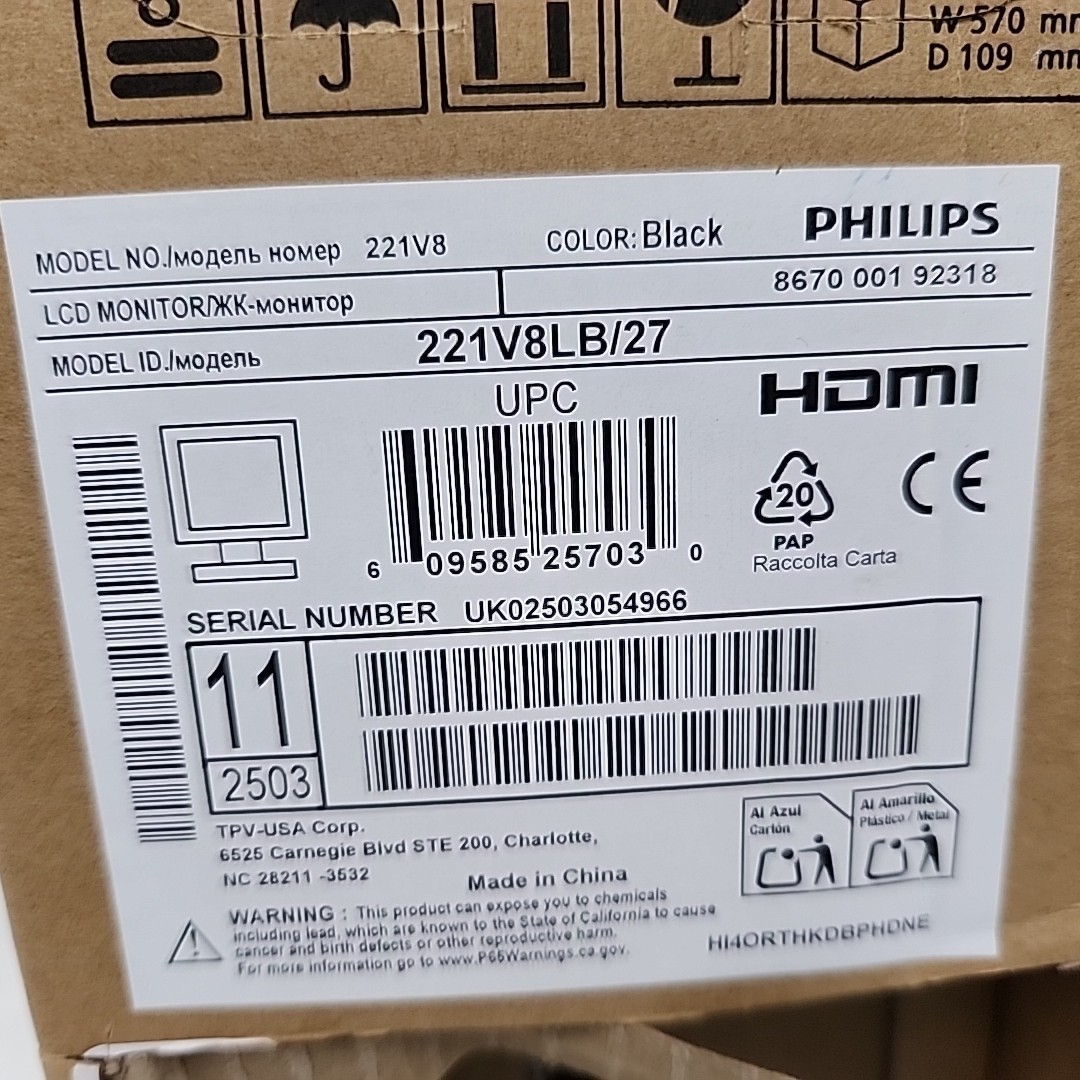 W 570 mm
D 109 mm
MODEL NO./модель номер 221V8 COLOR: Black PHILIPS
LCD MONITOR/ЖК-монитор 8670 001 92318
MODEL ID./модель 221V8LB/27
UPC HDMI
6 09585 25703 0
20
PAP
Raccolta Carta
CE
SERIAL NUMBER UK02503054966
11
2503
TPV-USA Corp.
6525 Carnegie Blvd STE 200, Charlotte,
NC 28211 -3532
Made in China
Al Azul
Cartón
Al Amarillo
Plástico / Metal
WARNING : This product can expose you to chemicals
including lead, which are known to the State of California to cause
cancer and birth defects or other reproductive harm.
For more information go to www.P65Warnings.ca.gov.
HI4ORTHKDBPHDNE